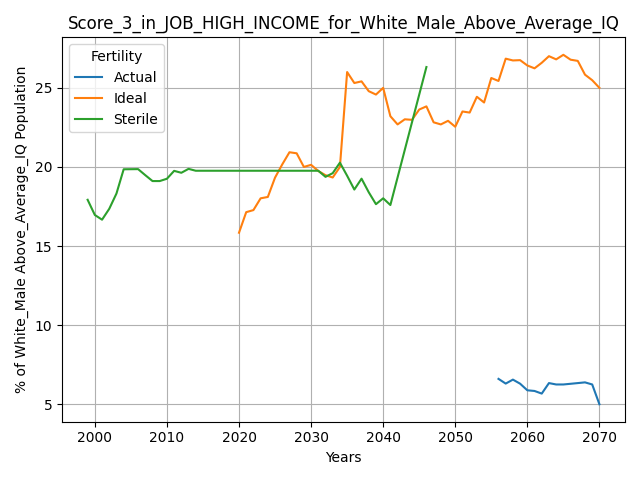 Score_3_in_JOB_HIGH_INCOME_for_White_Male_Above_Average_IQ
Fertility
Actual
Ideal
Sterile
% of White_Male Above_Average_IQ Population
25
20
15
10
5
2000 2010 2020 2030 2040 2050 2060 2070
Years